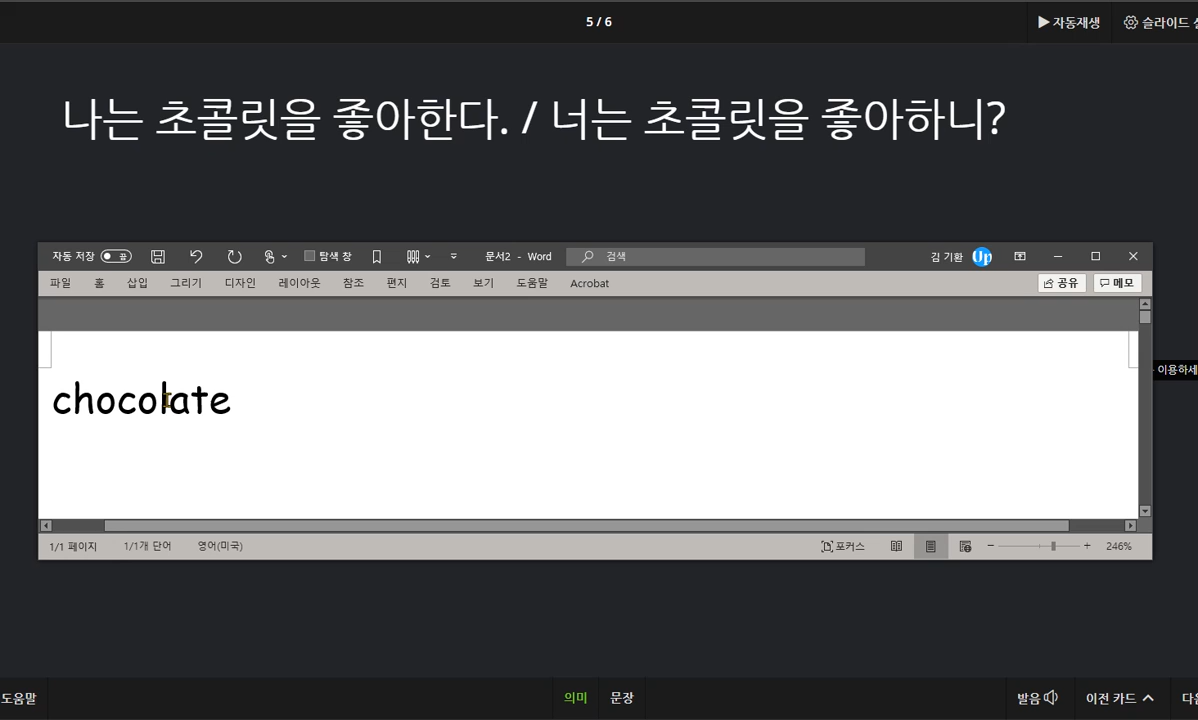 5 / 6
자동재생
슬라이드
나는 초콜릿을 좋아한다. / 너는 초콜릿을 좋아하니?
자동 저장 끔 탐색 창 문서2 - Word 검색 김 기환 Up
파일 홈 삽입 그리기 디자인 레이아웃 참조 편지 검토 보기 도움말 Acrobat 공유 메모
이용하세
chocolate
1/1 페이지 1/1개 단어 영어(미국) 포커스 246%
도움말 의미 문장 발음 이전 카드